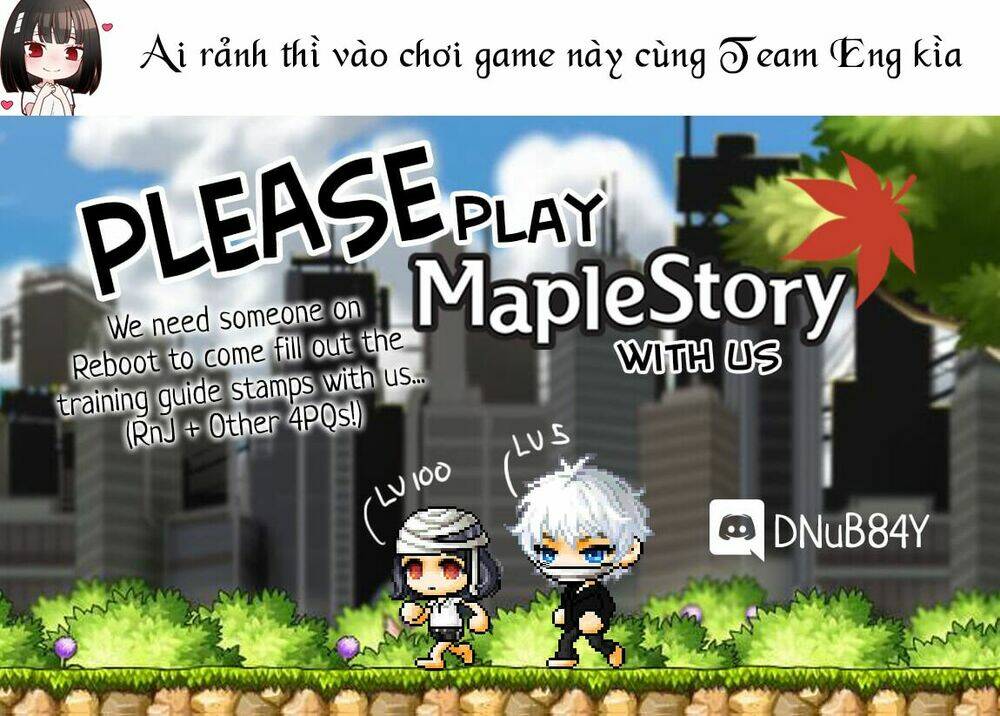 Ai rảnh thì vào chơi game này cùng Team Eng kìa
PLEASE PLAY
MapleStory
WITH US
We need someone on
Reboot to come fill out the
training guide stamps with us...
(RnJ + Other 4PQs!)
LV 100
LV 5
DNuB84Y